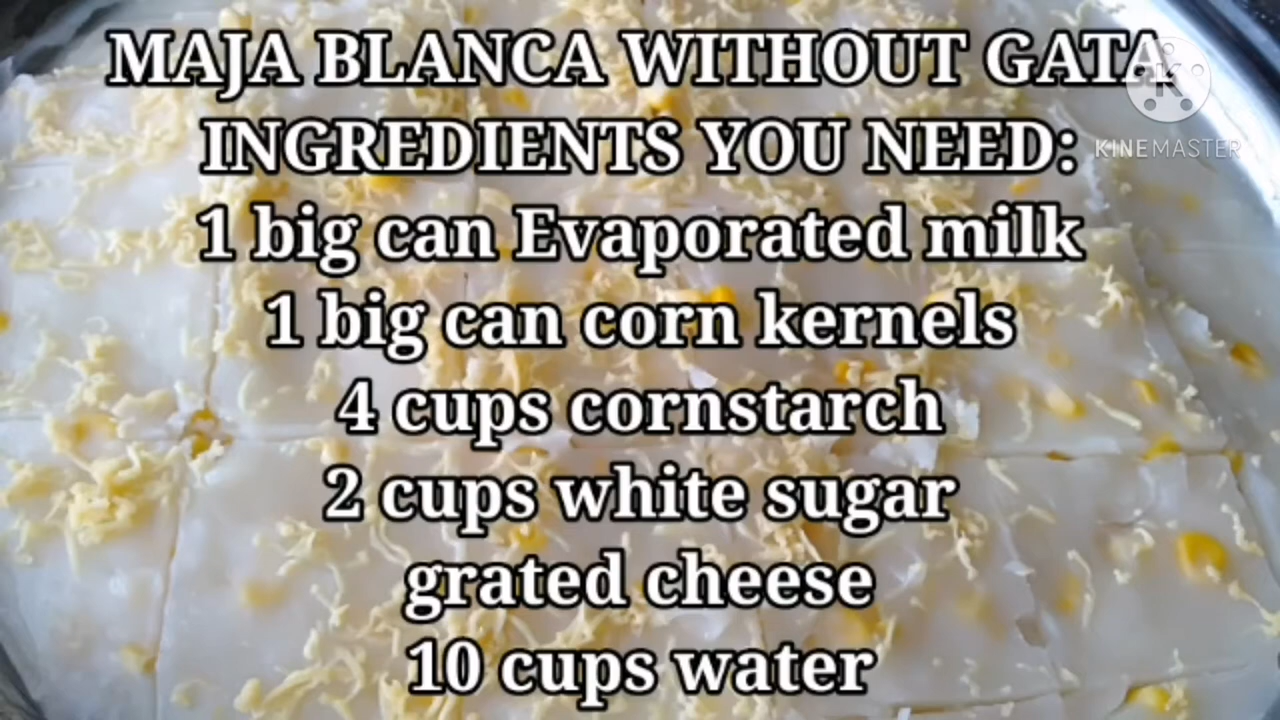 MAJA BLANCA WITHOUT GATA
INGREDIENTS YOU NEED:
KINEMASTER
1 big can Evaporated milk
1 big can corn kernels
4 cups cornstarch
2 cups white sugar
grated cheese
10 cups water